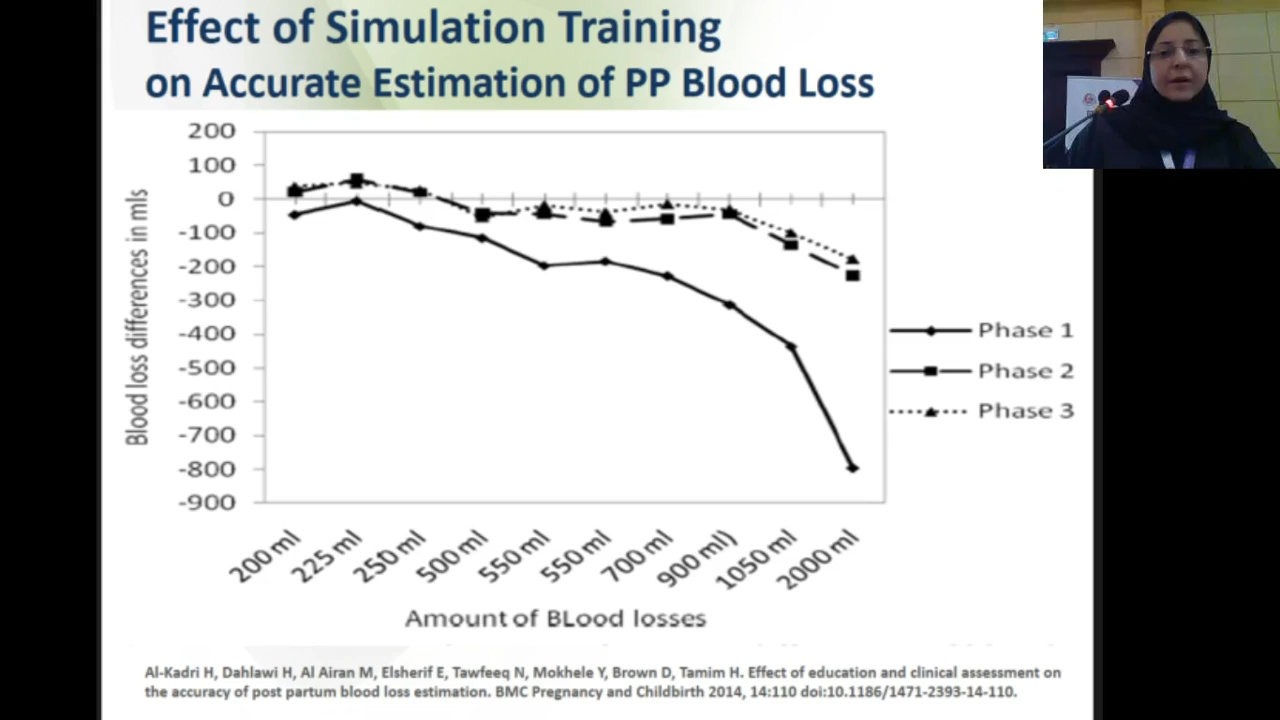 Effect of Simulation Training
on Accurate Estimation of PP Blood Loss
200
100
0
-100
-200
-300
-400
-500
-600
-700
-800
-900
Blood loss differences in mls
200 ml
225 ml
250 ml
500 ml
550 ml
550 ml
700 ml
900 ml)
1050 ml
2000 ml
Amount of BLood losses
Phase 1
Phase 2
Phase 3
Al-Kadri H, Dahlawi H, Al Airan M, Elsherif E, Tawfeeq N, Mokhele Y, Brown D, Tamim H. Effect of education and clinical assessment on
the accuracy of post partum blood loss estimation. BMC Pregnancy and Childbirth 2014, 14:110 doi:10.1186/1471-2393-14-110.